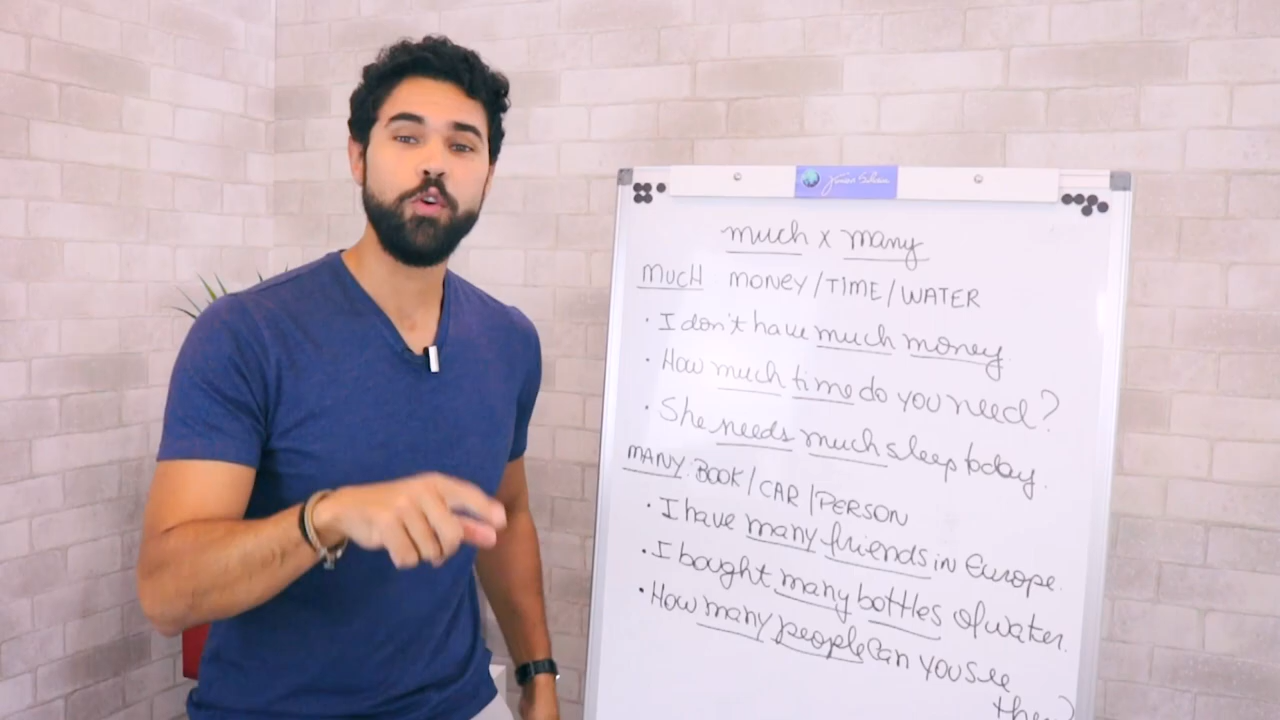 much x many
MUCH MONEY/TIME/WATER
· I don't have much money.
· How much time do you need?
· She needs much sleep today.
MANY: BOOK/CAR/PERSON
· I have many friends in Europe.
· I bought many bottles of water.
· How many people can you see